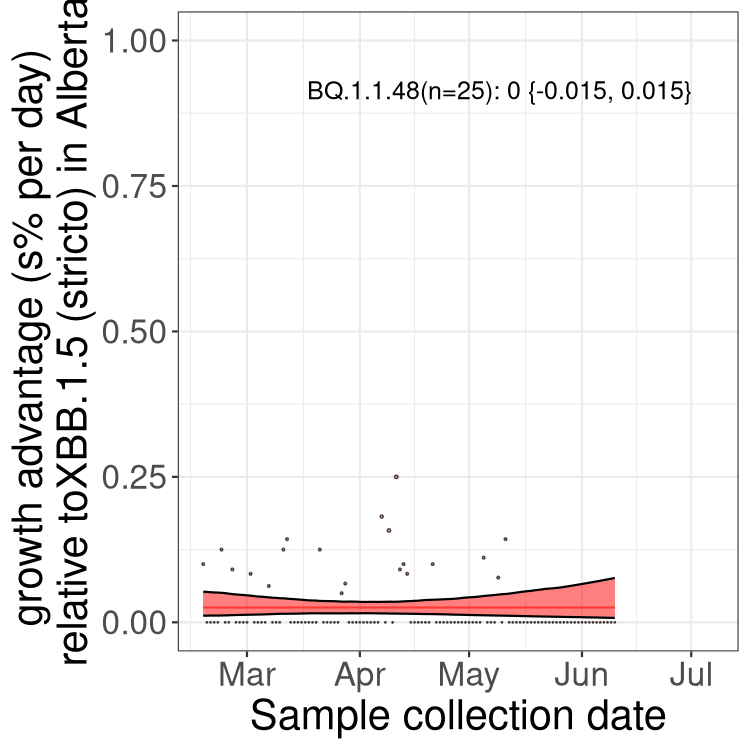 growth advantage (s% per day)
relative toXBB.1.5 (stricto) in Alberta
1.00
0.75
0.50
0.25
0.00
BQ.1.1.48(n=25): 0 {-0.015, 0.015}
Mar
Apr
May
Jun
Jul
Sample collection date